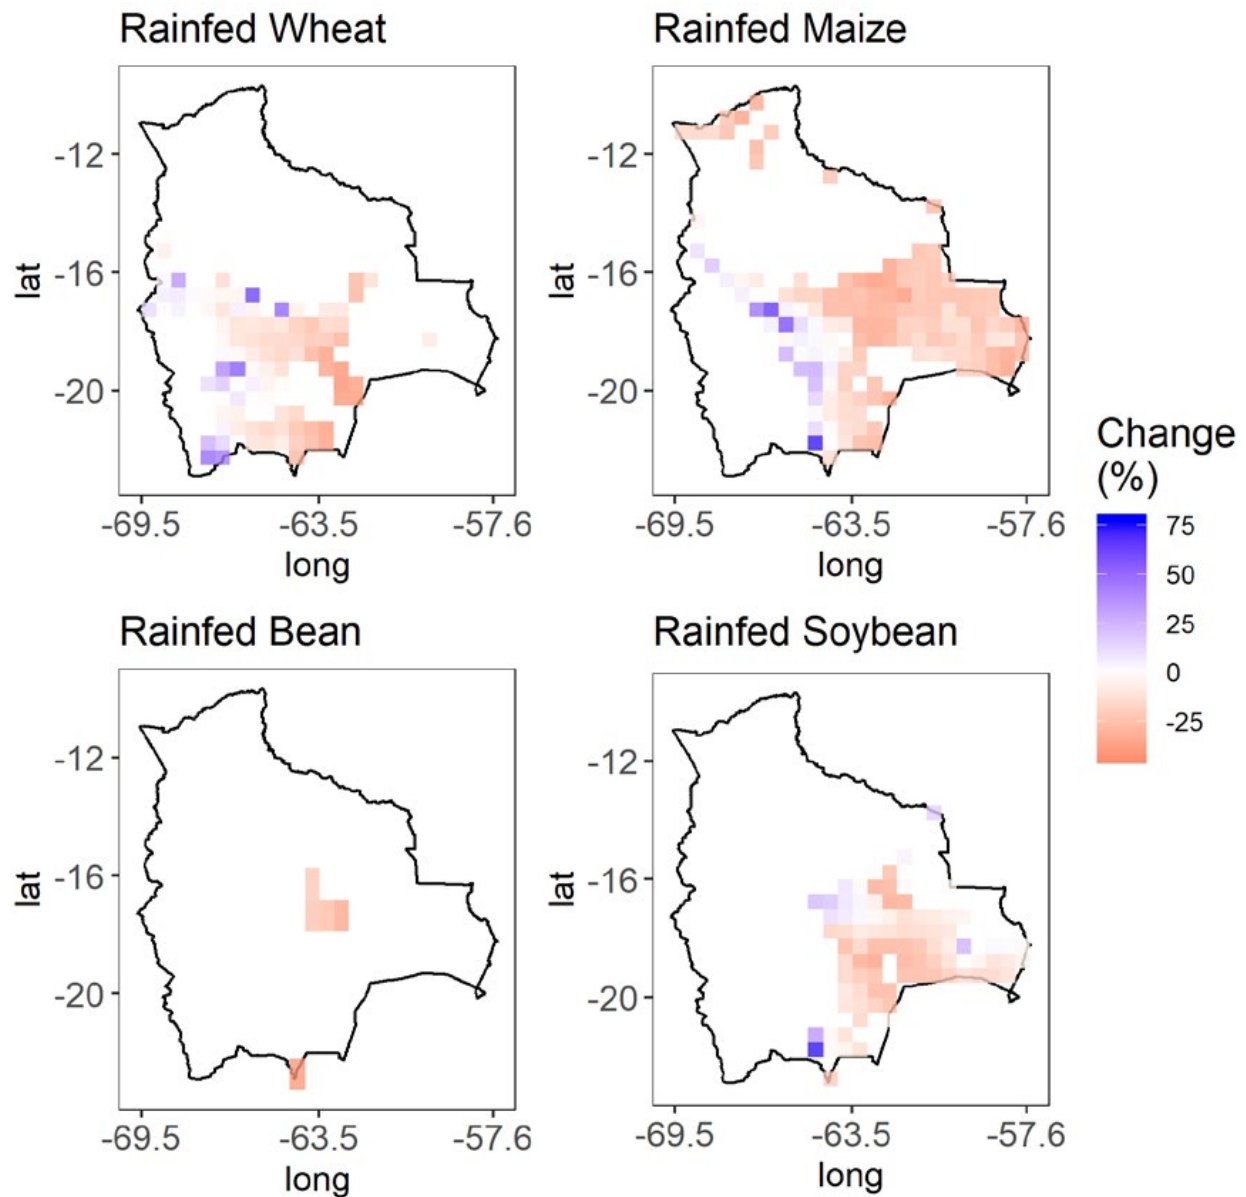 Rainfed Wheat
-12
-16
-20
lat
-69.5 -63.5 -57.6
long
Rainfed Maize
-12
-16
-20
lat
-69.5 -63.5 -57.6
long
Change
(%)
75
50
25
0
-25
Rainfed Bean
-12
-16
-20
lat
-69.5 -63.5 -57.6
long
Rainfed Soybean
-12
-16
-20
lat
-69.5 -63.5 -57.6
long